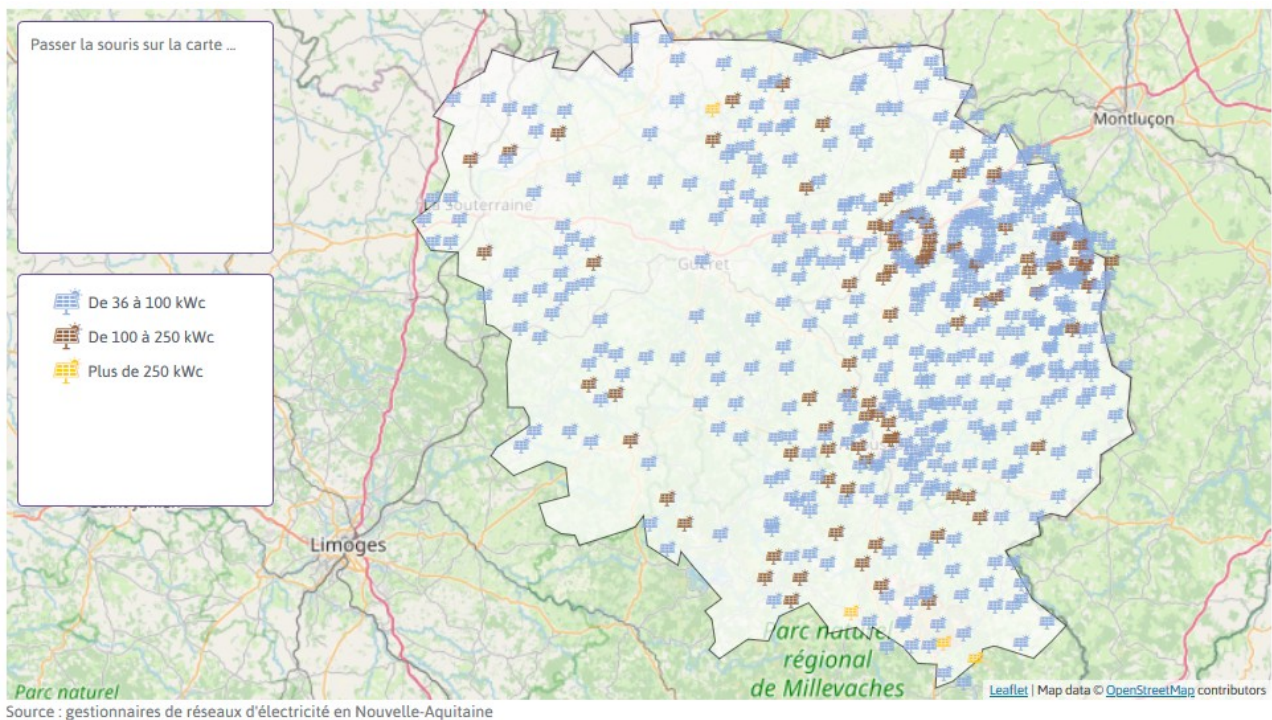 Passer la souris sur la carte ...
De 36 à 100 kWc
De 100 à 250 kWc
Plus de 250 kWc
Montluçon
Souterraine
Guéret
Limoges
Parc naturel
régional
de Millevaches
Parc naturel
Leaflet | Map data © OpenStreetMap contributors
Source : gestionnaires de réseaux d'électricité en Nouvelle-Aquitaine